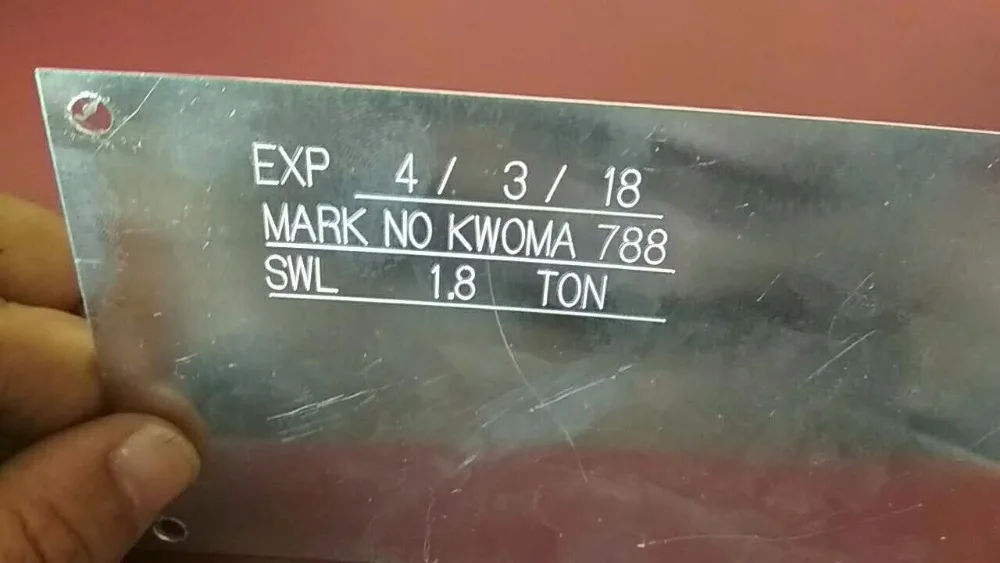 EXP 4 / 3 / 18
MARK NO KWOMA 788
SWL 1.8 TON